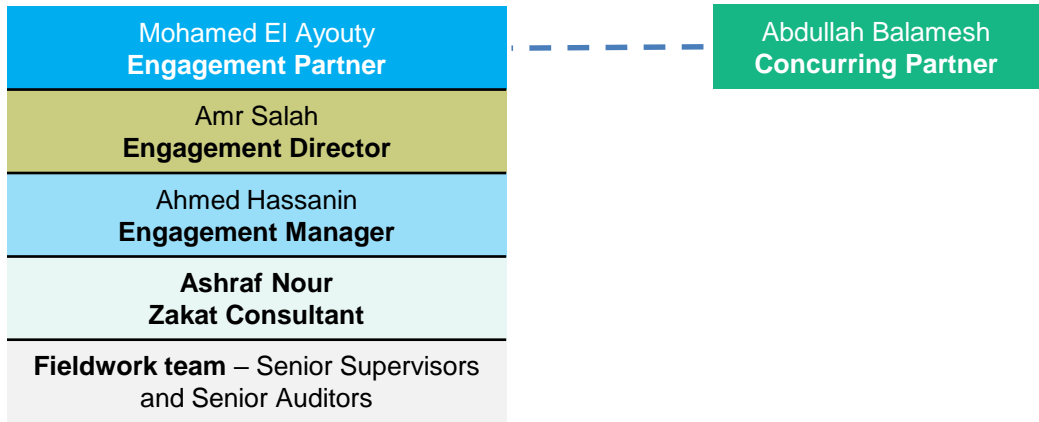 Mohamed El Ayouty
Engagement Partner
Abdullah Balamesh
Concurring Partner
Amr Salah
Engagement Director
Ahmed Hassanin
Engagement Manager
Ashraf Nour
Zakat Consultant
Fieldwork team – Senior Supervisors
and Senior Auditors